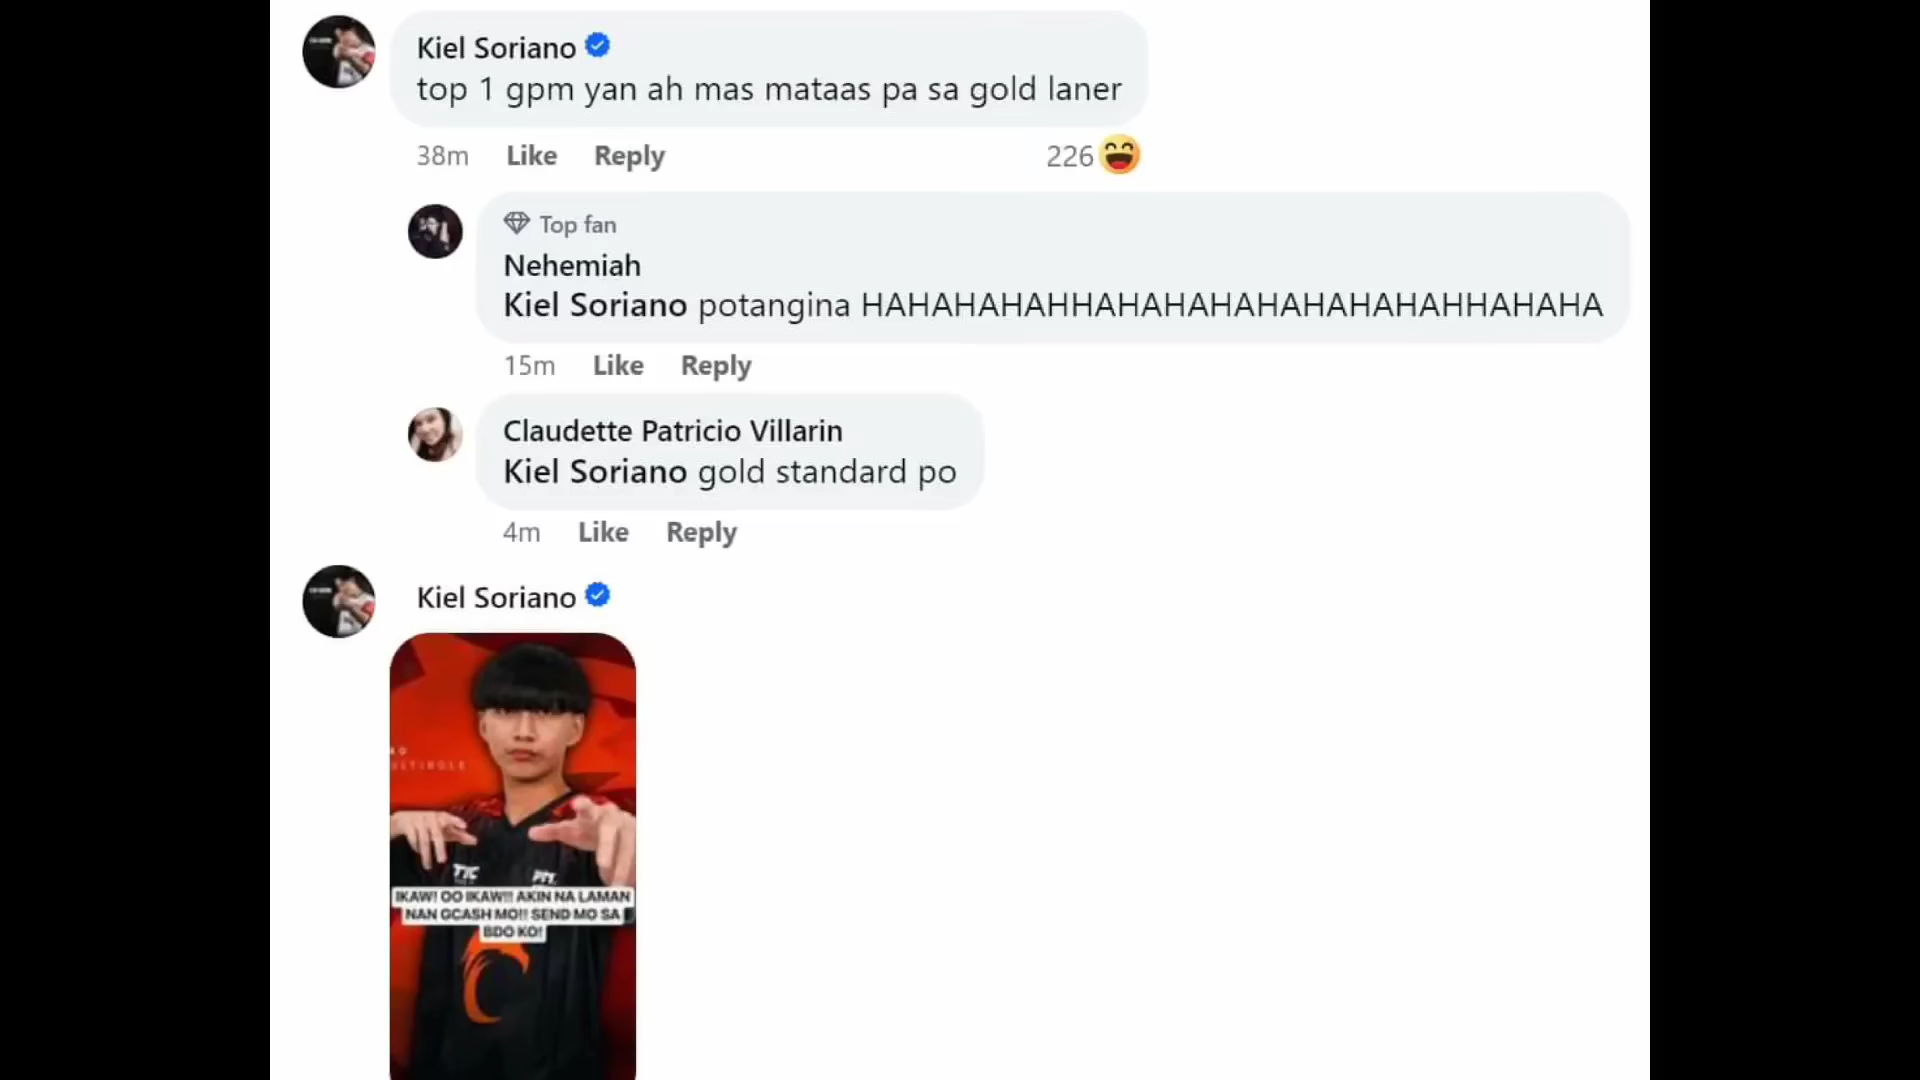 Kiel Soriano
top 1 gpm yan ah mas mataas pa sa gold laner
38m Like Reply 226
Top fan
Nehemiah
Kiel Soriano potangina HAHAHAHAHHAHAHAHAHAHAHAHAHHAHAHA
15m Like Reply
Claudette Patricio Villarin
Kiel Soriano gold standard po
4m Like Reply
Kiel Soriano
TTC
IKAW! OO IKAW!!! AKIN NA LAMAN
NAN GCASH MO!! SEND MO SA
BDO KO!